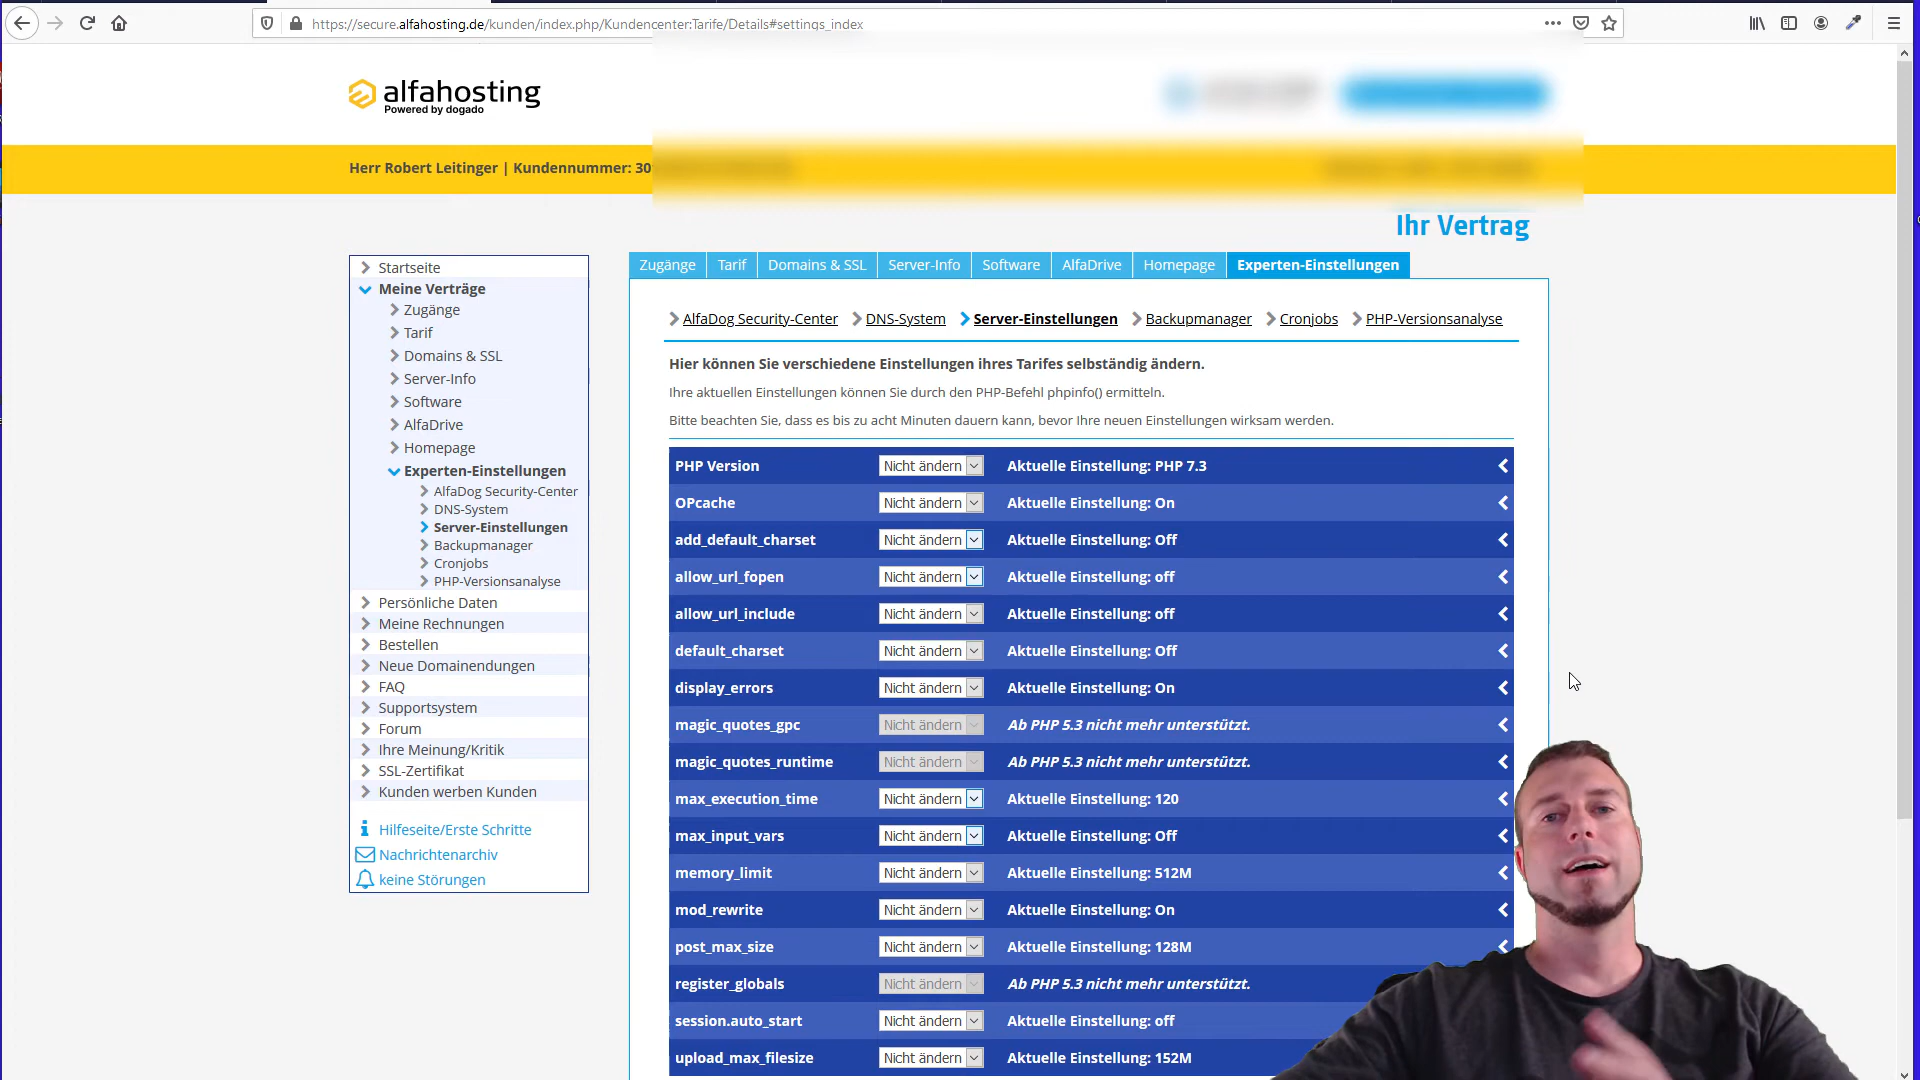 https://secure.alfahosting.de/kunden/index.php/Kundencenter:Tarife/Details#settings_index
alfahosting
Powered by dogado
Herr Robert Leitinger | Kundennummer: 30
Ihr Vertrag
Startseite
Meine Verträge
Zugänge
Tarif
Domains & SSL
Server-Info
Software
AlfaDrive
Homepage
Experten-Einstellungen
AlfaDog Security-Center
DNS-System
Server-Einstellungen
Backupmanager
Cronjobs
PHP-Versionsanalyse
Persönliche Daten
Meine Rechnungen
Bestellen
Neue Domainendungen
FAQ
Supportsystem
Forum
Ihre Meinung/Kritik
SSL-Zertifikat
Kunden werben Kunden
Hilfeseite/Erste Schritte
Nachrichtenarchiv
keine Störungen
Zugänge Tarif Domains & SSL Server-Info Software AlfaDrive Homepage Experten-Einstellungen
AlfaDog Security-Center DNS-System Server-Einstellungen Backupmanager Cronjobs PHP-Versionsanalyse
Hier können Sie verschiedene Einstellungen ihres Tarifes selbständig ändern.
Ihre aktuellen Einstellungen können Sie durch den PHP-Befehl phpinfo() ermitteln.
Bitte beachten Sie, dass es bis zu acht Minuten dauern kann, bevor Ihre neuen Einstellungen wirksam werden.
PHP Version Nicht ändern Aktuelle Einstellung: PHP 7.3
OPcache Nicht ändern Aktuelle Einstellung: On
add_default_charset Nicht ändern Aktuelle Einstellung: Off
allow_url_fopen Nicht ändern Aktuelle Einstellung: off
allow_url_include Nicht ändern Aktuelle Einstellung: off
default_charset Nicht ändern Aktuelle Einstellung: Off
display_errors Nicht ändern Aktuelle Einstellung: On
magic_quotes_gpc Nicht ändern Ab PHP 5.3 nicht mehr unterstützt.
magic_quotes_runtime Nicht ändern Ab PHP 5.3 nicht mehr unterstützt.
max_execution_time Nicht ändern Aktuelle Einstellung: 120
max_input_vars Nicht ändern Aktuelle Einstellung: Off
memory_limit Nicht ändern Aktuelle Einstellung: 512M
mod_rewrite Nicht ändern Aktuelle Einstellung: On
post_max_size Nicht ändern Aktuelle Einstellung: 128M
register_globals Nicht ändern Ab PHP 5.3 nicht mehr unterstützt.
session.auto_start Nicht ändern Aktuelle Einstellung: off
upload_max_filesize Nicht ändern Aktuelle Einstellung: 152M